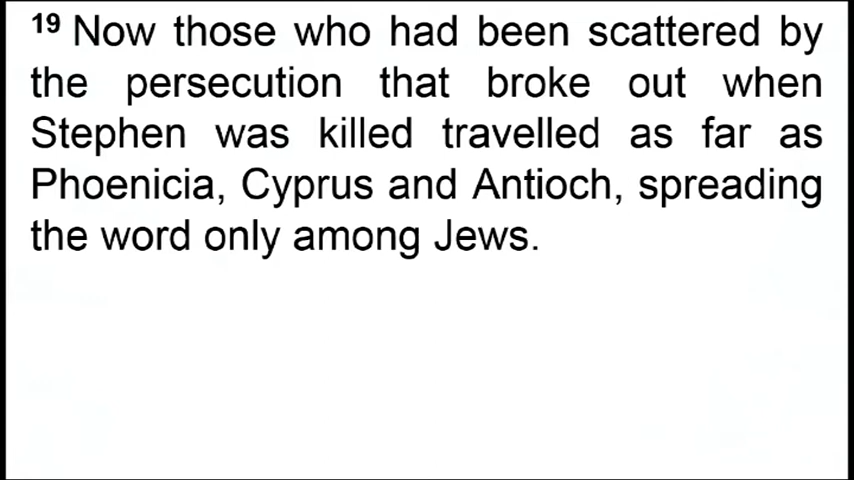 19 Now those who had been scattered by
the persecution that broke out when
Stephen was killed travelled as far as
Phoenicia, Cyprus and Antioch, spreading
the word only among Jews.